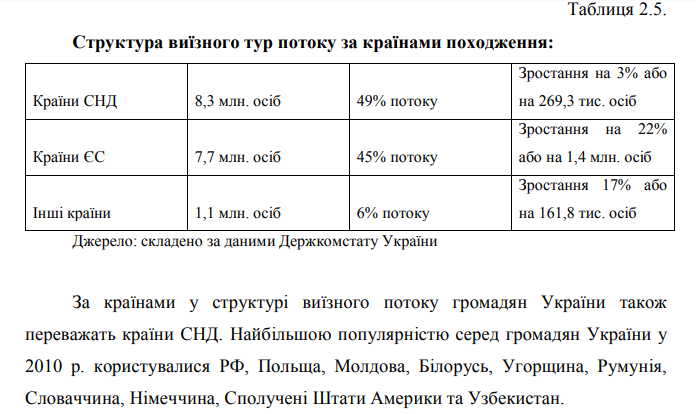 Таблиця 2.5.
Структура виїзного тур потоку за країнами походження:
Країни СНД 8,3 млн. осіб 49% потоку Зростання на 3% або
на 269,3 тис. осіб
Країни ЄС 7,7 млн. осіб 45% потоку Зростання на 22%
або на 1,4 млн. осіб
Інші країни 1,1 млн. осіб 6% потоку Зростання 17% або
на 161,8 тис. осіб
Джерело: складено за даними Держкомстату України
За країнами у структурі виїзного потоку громадян України також
переважать країни СНД. Найбільшою популярністю серед громадян України у
2010 р. користувалися РФ, Польща, Молдова, Білорусь, Угорщина, Румунія,
Словаччина, Німеччина, Сполучені Штати Америки та Узбекистан.